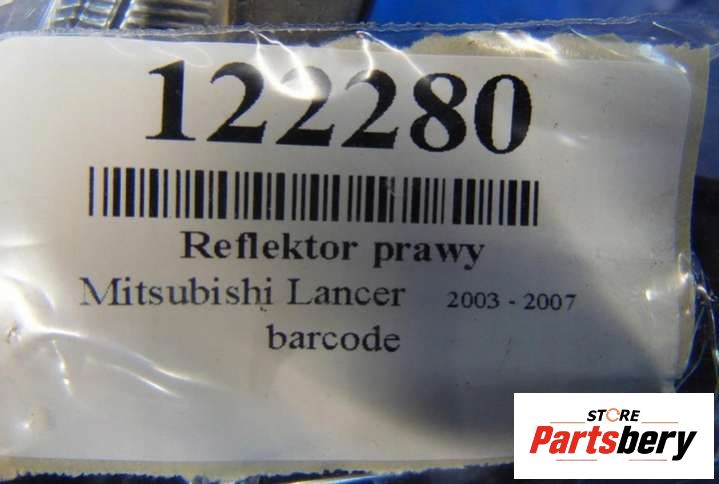 122280
Reflektor prawy
Mitsubishi Lancer 2003 - 2007
barcode
STORE
Partsbery